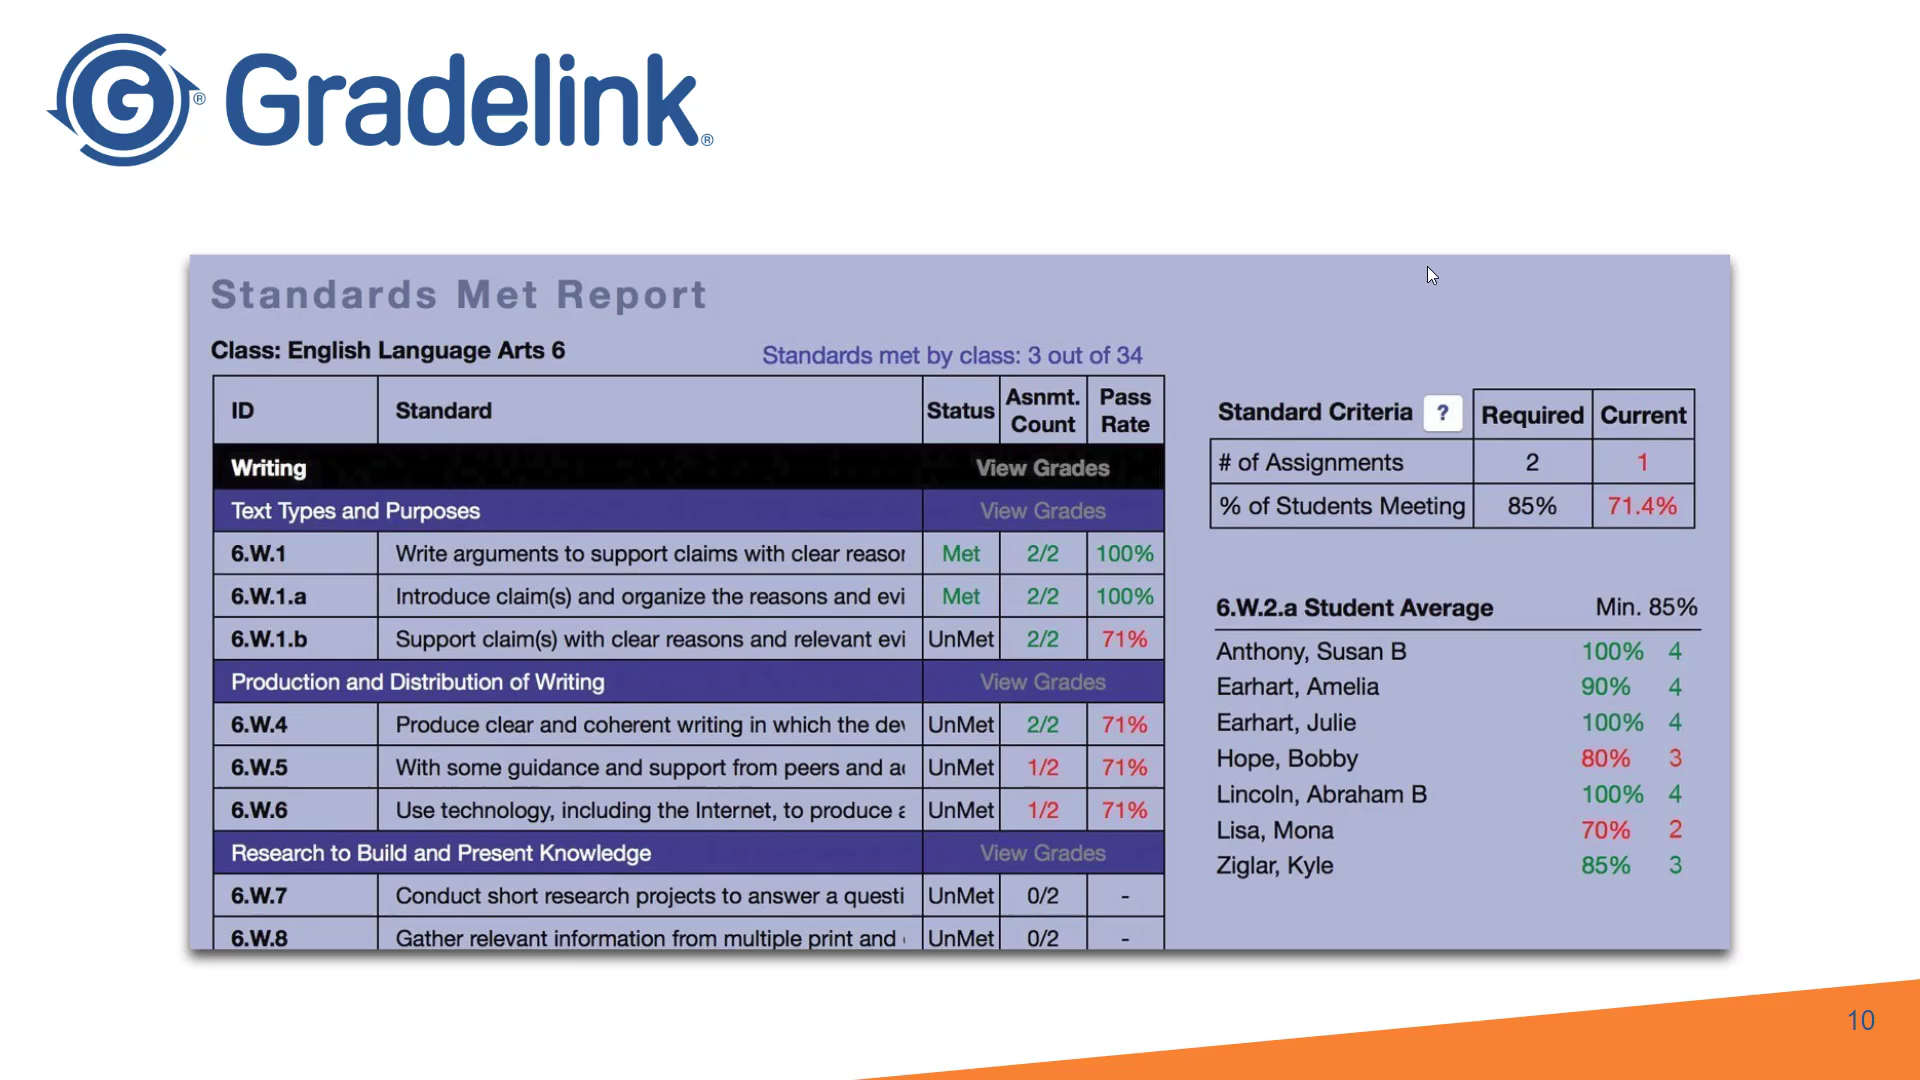 G® Gradelink®
Standards Met Report
Class: English Language Arts 6
Standards met by class: 3 out of 34
ID Standard Status Asnmt. Count Pass Rate
Writing View Grades
Text Types and Purposes View Grades
6.W.1 Write arguments to support claims with clear reasor Met 2/2 100%
6.W.1.a Introduce claim(s) and organize the reasons and evi Met 2/2 100%
6.W.1.b Support claim(s) with clear reasons and relevant evi UnMet 2/2 71%
Production and Distribution of Writing View Grades
6.W.4 Produce clear and coherent writing in which the dev UnMet 2/2 71%
6.W.5 With some guidance and support from peers and a UnMet 1/2 71%
6.W.6 Use technology, including the Internet, to produce a UnMet 1/2 71%
Research to Build and Present Knowledge View Grades
6.W.7 Conduct short research projects to answer a questi UnMet 0/2 -
6.W.8 Gather relevant information from multiple print and UnMet 0/2 -
Standard Criteria ? Required Current
# of Assignments 2 1
% of Students Meeting 85% 71.4%
6.W.2.a Student Average Min. 85%
Anthony, Susan B 100% 4
Earhart, Amelia 90% 4
Earhart, Julie 100% 4
Hope, Bobby 80% 3
Lincoln, Abraham B 100% 4
Lisa, Mona 70% 2
Ziglar, Kyle 85% 3
10